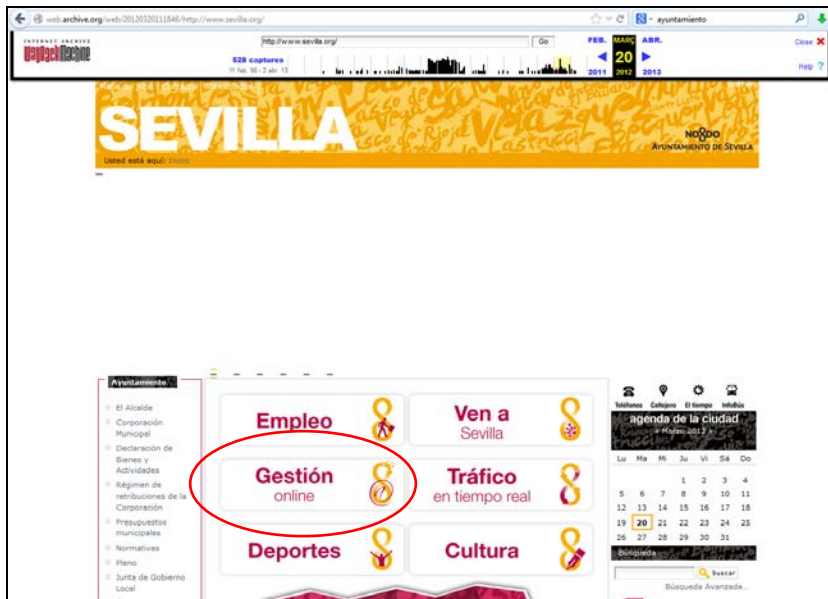 web.archive.org/web/20120320111846/http://www.sevilla.org/
ayuntamiento
INTERNET ARCHIVE
WayBackMachine
http://www.sevilla.org/
Go
528 captures
FEB. MARÇ ABR.
20
2011 2012 2013
Close
Help ?
SEVILLA
NO8DO
AYUNTAMIENTO DE SEVILLA
Usted está aquí: Inicio
Ayuntamiento
El Alcalde
Corporación
Municipal
Declaración de
Bienes y
Actividades
Régimen de
retribuciones de la
Corporación
Presupuestos
municipales
Normativas
Pleno
Junta de Gobierno
Local
Empleo
Ven a
Sevilla
Gestión
online
Tráfico
en tiempo real
Deportes
Cultura
Teléfonos Callejero El tiempo InfoBús
agenda de la ciudad
« Marzo 2012 »
Lu Ma Mi Ju Vi Sá Do
1 2 3 4
5 6 7 8 9 10 11
12 13 14 15 16 17 18
19 20 21 22 23 24 25
26 27 28 29 30 31
Búsqueda
buscar
Búsqueda Avanzada...